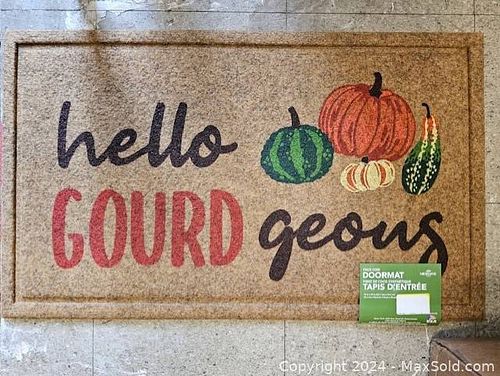 hello
GOURD geous
DOORMAT
TAPIS D'ENTRÉE
Copyright © 2024 - MaxSold.com